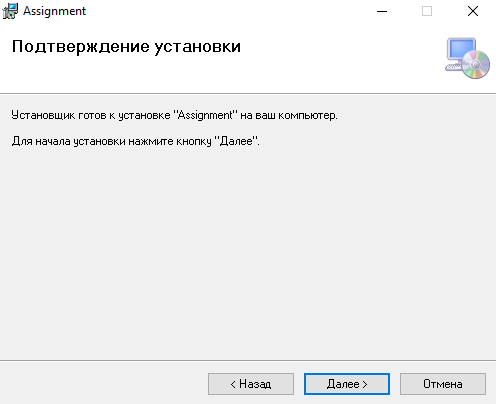 Assignment
Подтверждение установки
Установщик готов к установке "Assignment" на ваш компьютер.
Для начала установки нажмите кнопку "Далее".
< Назад
Далее >
Отмена